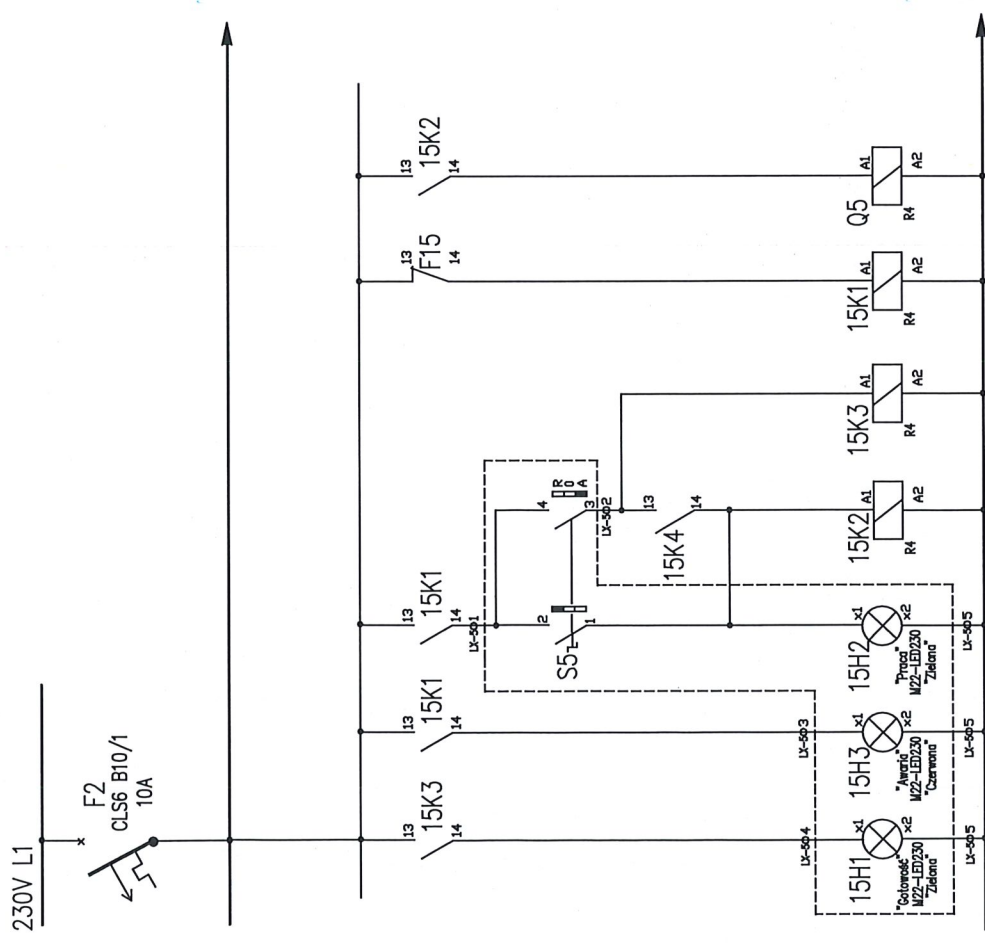 230V L1
F2
CLS6 B10/1
10A
13
15K2
14
13
F15
14
13
15K1
14
LX-501
13
15K1
14
13
15K3
14
4
R
O
A
3
LX-502
2
1
S5
13
14
15K4
LX-503
LX-504
A1
Q5
R4
A2
A1
15K1
R4
A2
A1
15K3
R4
A2
A1
15K2
R4
A2
x1
15H2
x2
"Praca"
M22-LED230
"Zielona"
LX-505
x1
15H3
x2
"Awaria"
M22-LED230
"Czerwona"
LX-505
x1
15H1
x2
"Gotowość"
M22-LED230
"Zielona"
LX-505